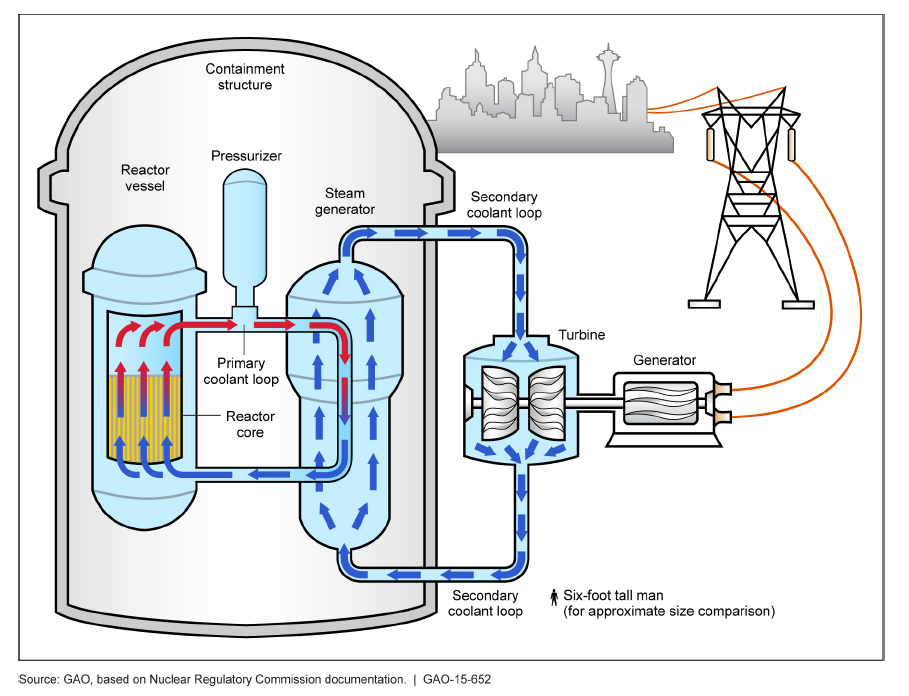 Containment
structure
Pressurizer
Reactor
vessel
Steam
generator
Secondary
coolant loop
Turbine
Generator
Primary
coolant loop
Reactor
core
Secondary
coolant loop
Six-foot tall man
(for approximate size comparison)
Source: GAO, based on Nuclear Regulatory Commission documentation. | GAO-15-652